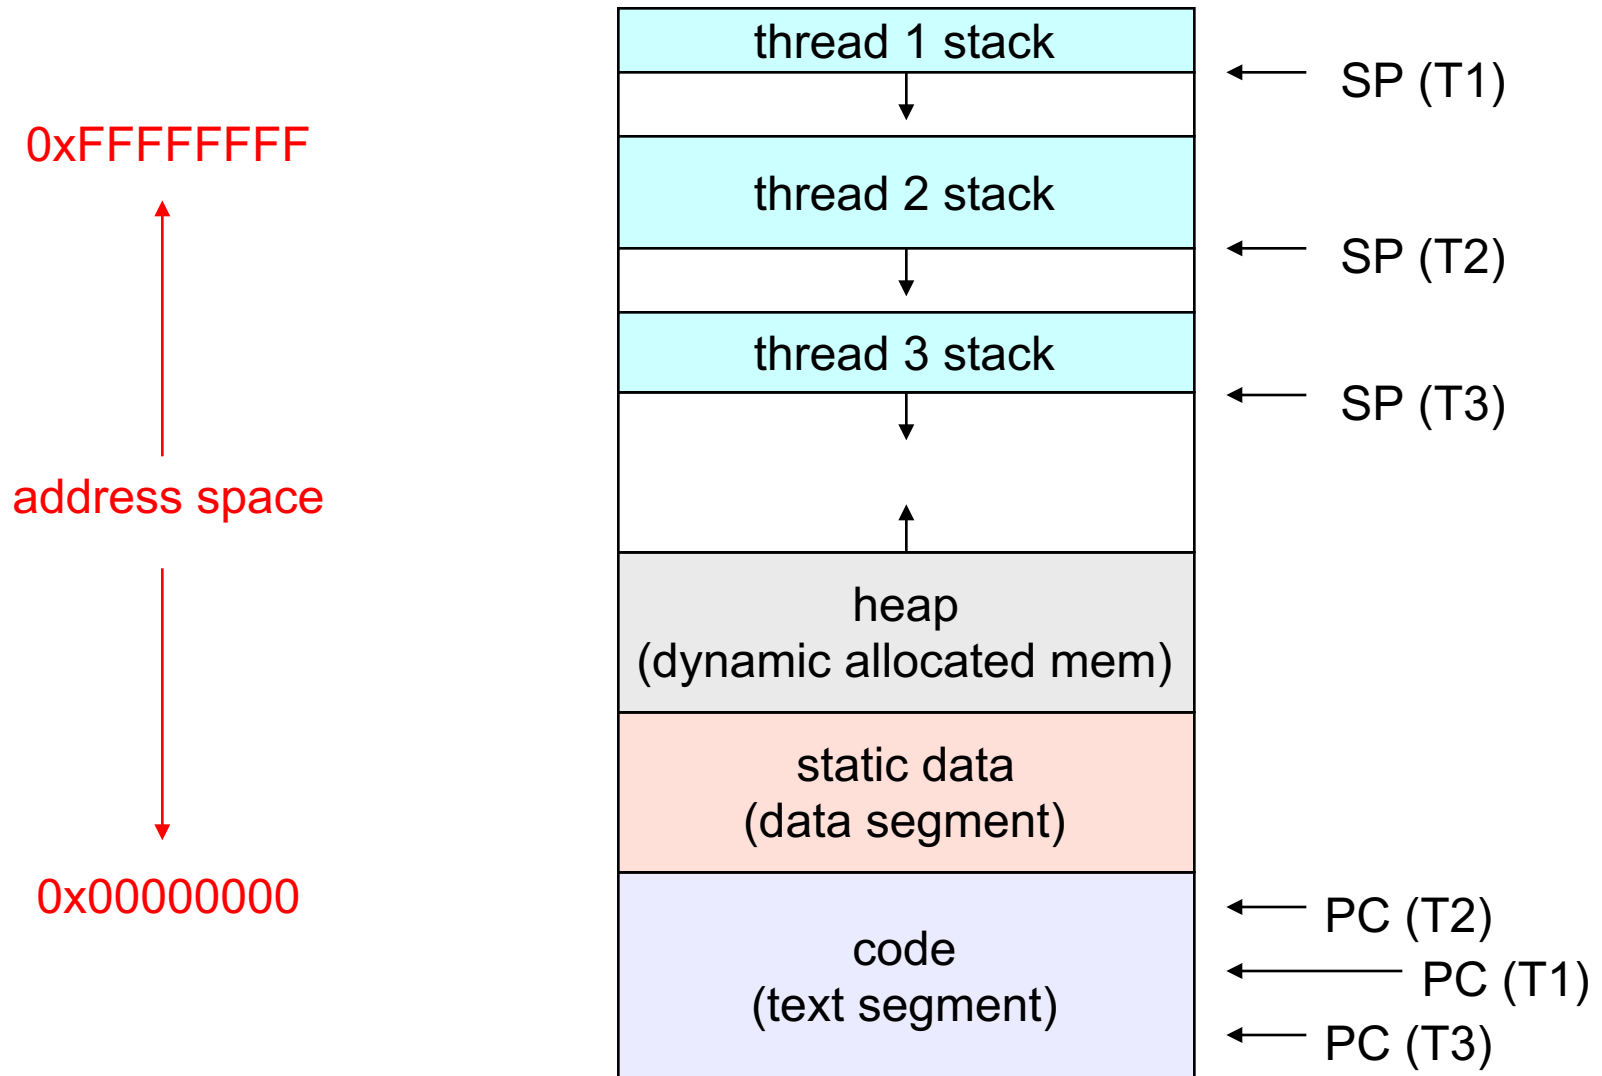 thread 1 stack
SP (T1)
0xFFFFFFFF
thread 2 stack
SP (T2)
thread 3 stack
SP (T3)
address space
heap
(dynamic allocated mem)
static data
(data segment)
0x00000000
code
(text segment)
PC (T2)
PC (T1)
PC (T3)